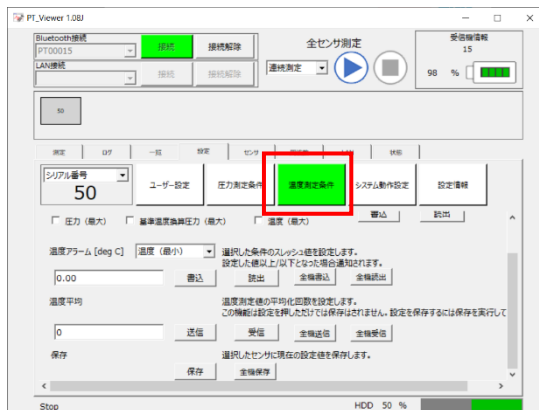 PT_Viewer 1.08J
Bluetooth接続
PT00015
接続
接続解除
全センサ測定
連続測定
受信機情報
15
98 %
LAN接続
接続
接続解除
50
測定 ログ 一括 設定 センサ LAN 状態
シリアル番号
50
ユーザー設定
圧力測定条件
温度測定条件
システム動作設定
設定情報
圧力（最大） 基準温度換算圧力（最大） 温度（最大） 書込 読出
温度アラーム [deg C] 温度（最小） 選択した条件のスレッシュ値を設定します。
設定した値以上/以下となった場合通知されます。
0.00 書込 読出 全機書込 全機読出
温度平均 温度測定値の平均化回数を設定します。
この機能は設定を押しただけでは保存はされません。設定を保存するには保存を実行して
0 送信 受信 全機送信 全機受信
保存 選択したセンサに現在の設定値を保存します。
保存 全機保存
Stop HDD 50 %